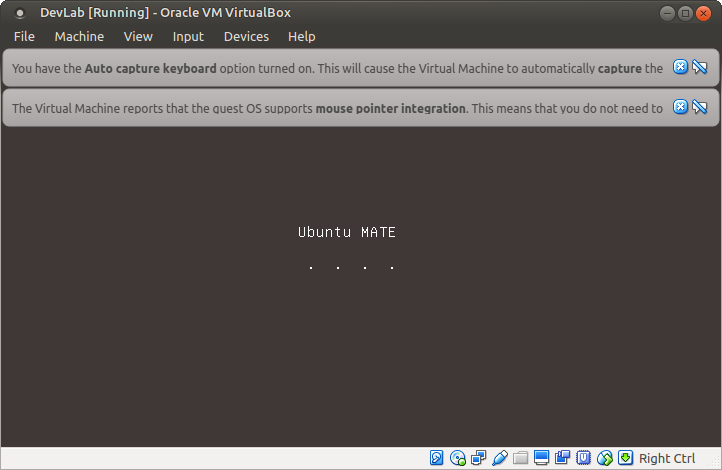 DevLab [Running] - Oracle VM VirtualBox
File Machine View Input Devices Help
You have the Auto capture keyboard option turned on. This will cause the Virtual Machine to automatically capture the
The Virtual Machine reports that the guest OS supports mouse pointer integration. This means that you do not need to
Ubuntu MATE
. . . .
Right Ctrl